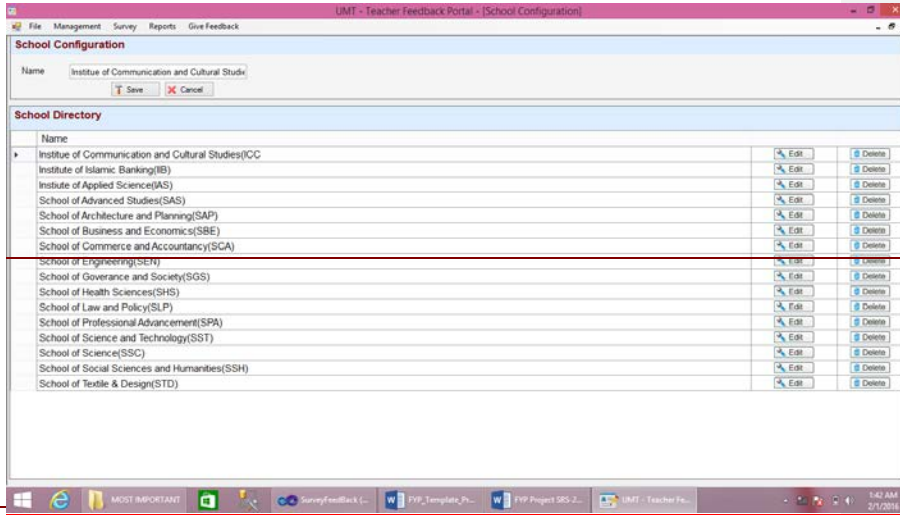 UMT - Teacher Feedback Portal - [School Configuration]
File Management Survey Reports Give Feedback
School Configuration
Name Institue of Communication and Cultural Studie
Save Cancel
School Directory
Name
Institue of Communication and Cultural Studies(ICC Edit Delete
Institute of Islamic Banking(IIB) Edit Delete
Instiute of Applied Science(IAS) Edit Delete
School of Advanced Studies(SAS) Edit Delete
School of Architecture and Planning(SAP) Edit Delete
School of Business and Economics(SBE) Edit Delete
School of Commerce and Accountancy(SCA) Edit Delete
School of Engineering(SEN) Edit Delete
School of Goverance and Society(SGS) Edit Delete
School of Health Sciences(SHS) Edit Delete
School of Law and Policy(SLP) Edit Delete
School of Professional Advancement(SPA) Edit Delete
School of Science and Technology(SST) Edit Delete
School of Science(SSC) Edit Delete
School of Social Sciences and Humanities(SSH) Edit Delete
School of Textile & Design(STD) Edit Delete
MOST IMPORTANT SurveyFeedBack (... FYP_Template_Pr... FYP Project SRS-2... UMT - Teacher Fe... 1:42 AM
2/1/2016